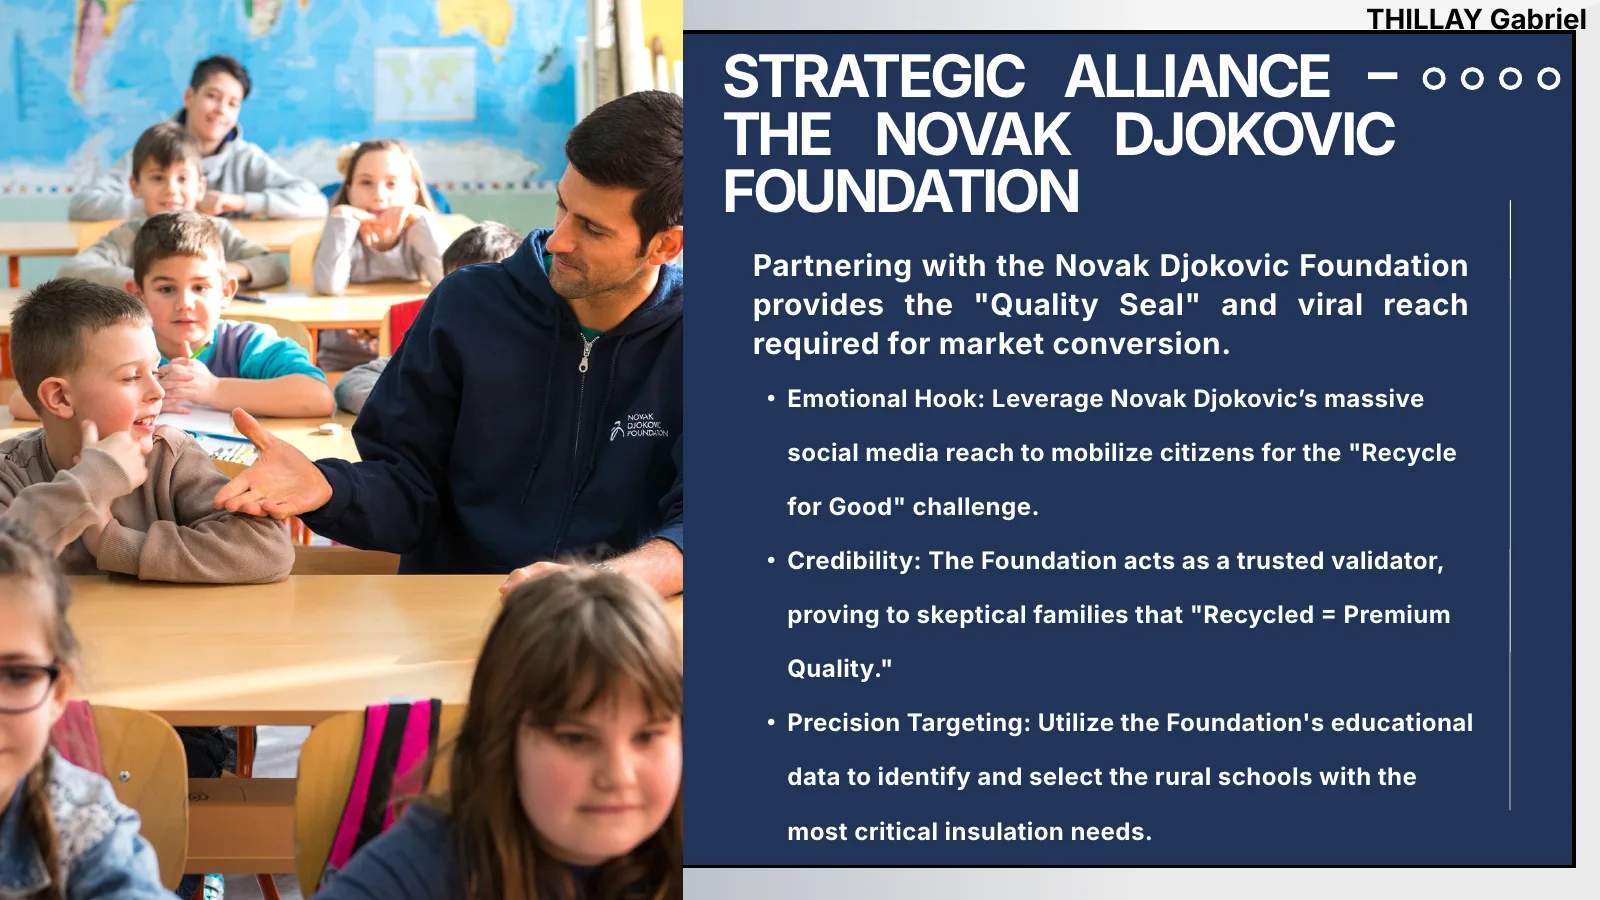 THILLAY Gabriel
STRATEGIC ALLIANCE –
THE NOVAK DJOKOVIC
FOUNDATION
Partnering with the Novak Djokovic Foundation
provides the "Quality Seal" and viral reach
required for market conversion.
• Emotional Hook: Leverage Novak Djokovic’s massive
social media reach to mobilize citizens for the "Recycle
for Good" challenge.
• Credibility: The Foundation acts as a trusted validator,
proving to skeptical families that "Recycled = Premium
Quality."
• Precision Targeting: Utilize the Foundation's educational
data to identify and select the rural schools with the
most critical insulation needs.
NOVAK
DJOKOVIC
FOUNDATION